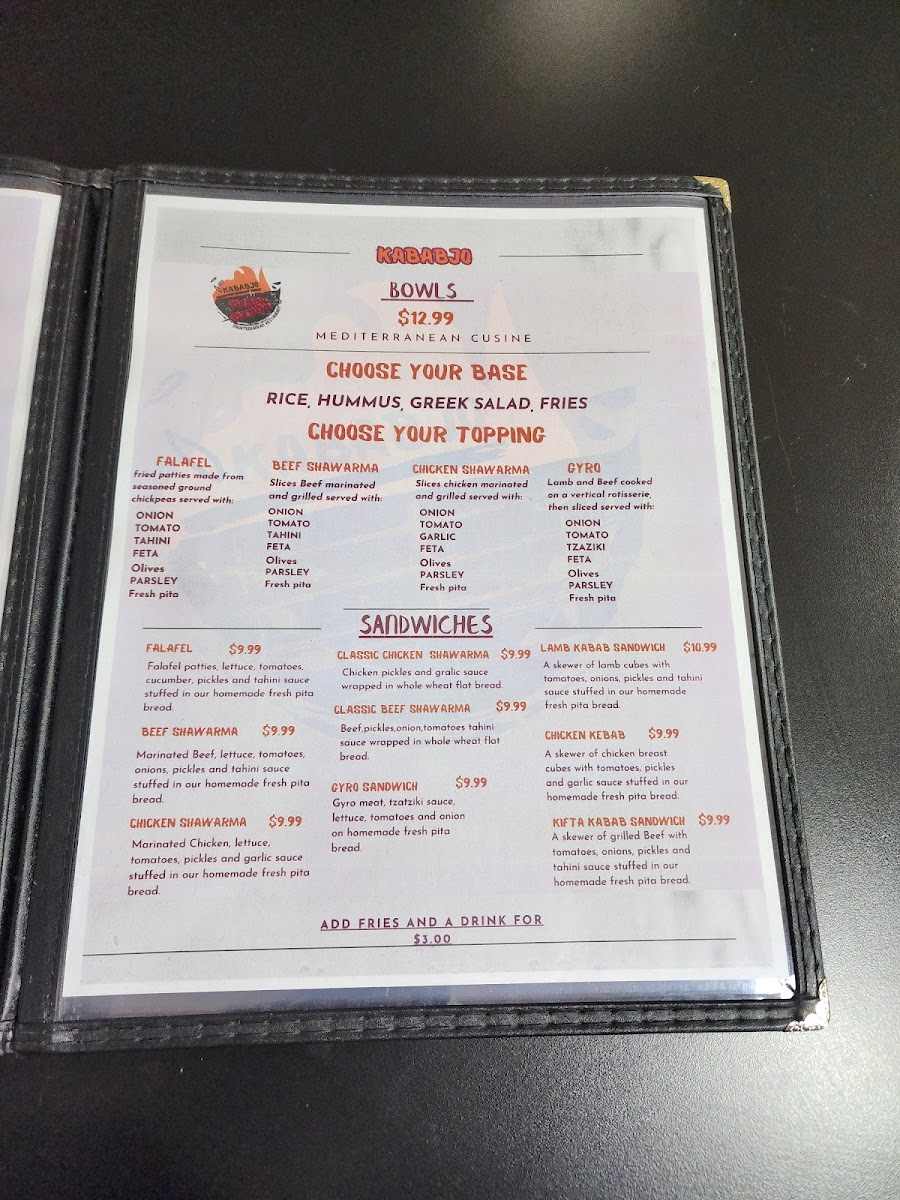 KABABJO
KABABJO
BOWLS
$12.99
MEDITERRANEAN CUSINE
CHOOSE YOUR BASE
RICE, HUMMUS, GREEK SALAD, FRIES
CHOOSE YOUR TOPPING
FALAFEL
fried patties made from
seasoned ground
chickpeas served with:
ONION
TOMATO
TAHINI
FETA
Olives
PARSLEY
Fresh pita
BEEF SHAWARMA
Slices Beef marinated
and grilled served with:
ONION
TOMATO
TAHINI
FETA
Olives
PARSLEY
Fresh pita
CHICKEN SHAWARMA
Slices chicken marinated
and grilled served with:
ONION
TOMATO
GARLIC
FETA
Olives
PARSLEY
Fresh pita
GYRO
Lamb and Beef cooked
on a vertical rotisserie,
then sliced served with:
ONION
TOMATO
TZAZIKI
FETA
Olives
PARSLEY
Fresh pita
SANDWICHES
FALAFEL $9.99
Falafel patties, lettuce, tomatoes,
cucumber, pickles and tahini sauce
stuffed in our homemade fresh pita
bread.
BEEF SHAWARMA $9.99
Marinated Beef, lettuce, tomatoes,
onions, pickles and tahini sauce
stuffed in our homemade fresh pita
bread.
CHICKEN SHAWARMA $9.99
Marinated Chicken, lettuce,
tomatoes, pickles and garlic sauce
stuffed in our homemade fresh pita
bread.
CLASSIC CHICKEN SHAWARMA $9.99
Chicken pickles and gralic sauce
wrapped in whole wheat flat bread.
CLASSIC BEEF SHAWARMA $9.99
Beef,pickles,onion,tomatoes tahini
sauce wrapped in whole wheat flat
bread.
GYRO SANDWICH $9.99
Gyro meat, tzatziki sauce,
lettuce, tomatoes and onion
on homemade fresh pita
bread.
LAMB KABAB SANDWICH $10.99
A skewer of lamb cubes with
tomatoes, onions, pickles and tahini
sauce stuffed in our homemade
fresh pita bread.
CHICKEN KEBAB $9.99
A skewer of chicken breast
cubes with tomatoes, pickles
and garlic sauce stuffed in our
homemade fresh pita bread.
KIFTA KABAB SANDWICH $9.99
A skewer of grilled Beef with
tomatoes, onions, pickles and
tahini sauce stuffed in our
homemade fresh pita bread.
ADD FRIES AND A DRINK FOR
$3.00